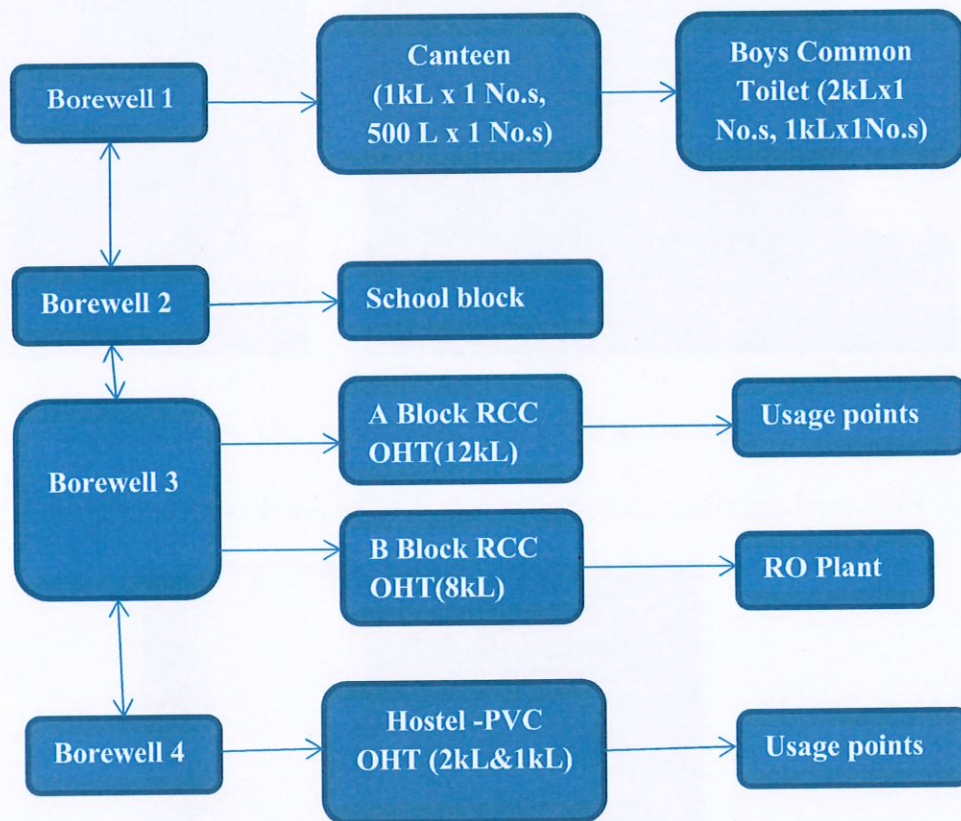 Borewell 1
Canteen
(1kL x 1 No.s,
500 L x 1 No.s)
Boys Common
Toilet (2kLx1
No.s, 1kLx1No.s)
Borewell 2
School block
Borewell 3
A Block RCC
OHT(12kL)
Usage points
B Block RCC
OHT(8kL)
RO Plant
Borewell 4
Hostel -PVC
OHT (2kL&1kL)
Usage points